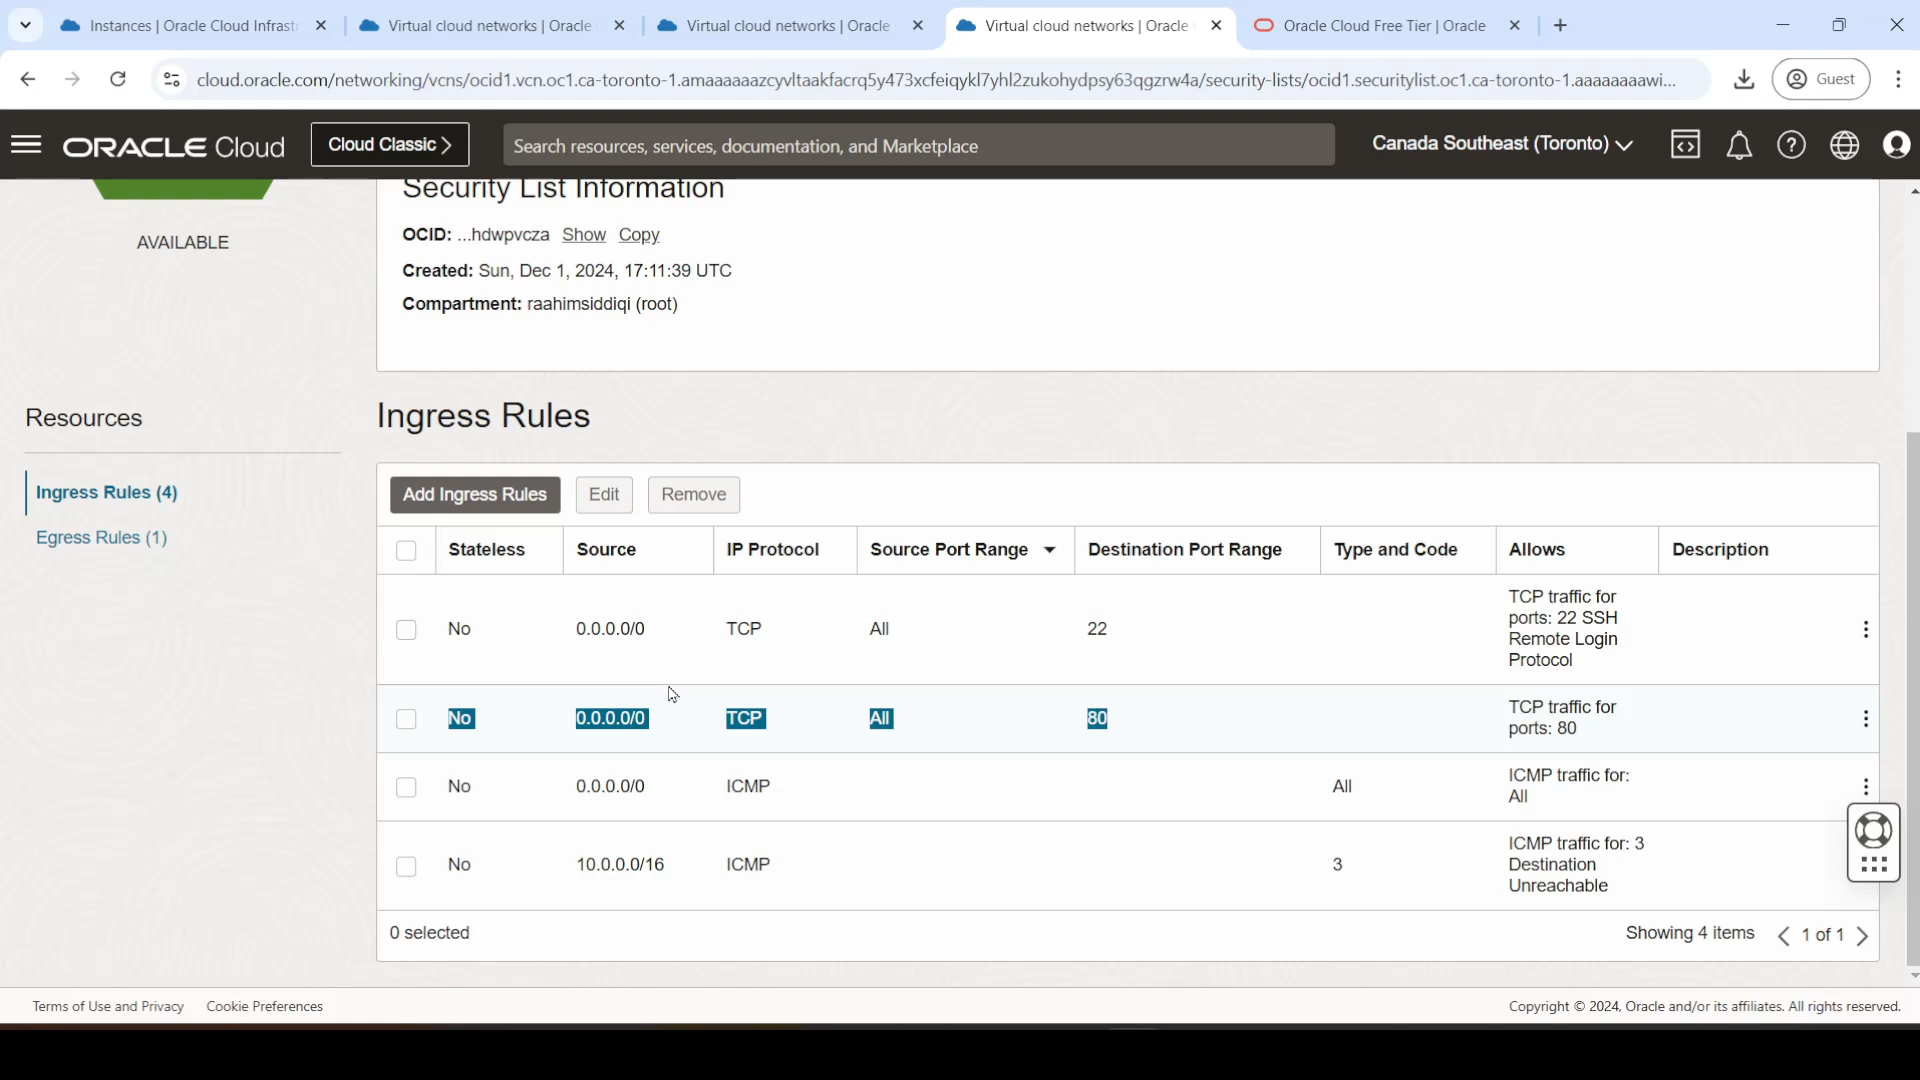 Instances | Oracle Cloud Infrast
Virtual cloud networks | Oracle
Virtual cloud networks | Oracle
Virtual cloud networks | Oracle
Oracle Cloud Free Tier | Oracle
cloud.oracle.com/networking/vcns/ocid1.vcn.oc1.ca-toronto-1.amaaaaaazcyvltaakfacrq5y473xcfeiqykl7yhl2zukohydpsy63qgzrw4a/security-lists/ocid1.securitylist.oc1.ca-toronto-1.aaaaaaaawi...
Guest
ORACLE Cloud
Cloud Classic >
Search resources, services, documentation, and Marketplace
Canada Southeast (Toronto)
AVAILABLE
Security List Information
OCID: ...hdwpvcza Show Copy
Created: Sun, Dec 1, 2024, 17:11:39 UTC
Compartment: raahimsiddiqi (root)
Resources
Ingress Rules (4)
Egress Rules (1)
Ingress Rules
Add Ingress Rules Edit Remove
Stateless Source IP Protocol Source Port Range Destination Port Range Type and Code Allows Description
No 0.0.0.0/0 TCP All 22
TCP traffic for
ports: 22 SSH
Remote Login
Protocol
No 0.0.0.0/0 TCP All 80
TCP traffic for
ports: 80
No 0.0.0.0/0 ICMP All
ICMP traffic for:
All
No 10.0.0.0/16 ICMP 3
ICMP traffic for: 3
Destination
Unreachable
0 selected
Showing 4 items < 1 of 1 >
Terms of Use and Privacy Cookie Preferences
Copyright © 2024, Oracle and/or its affiliates. All rights reserved.